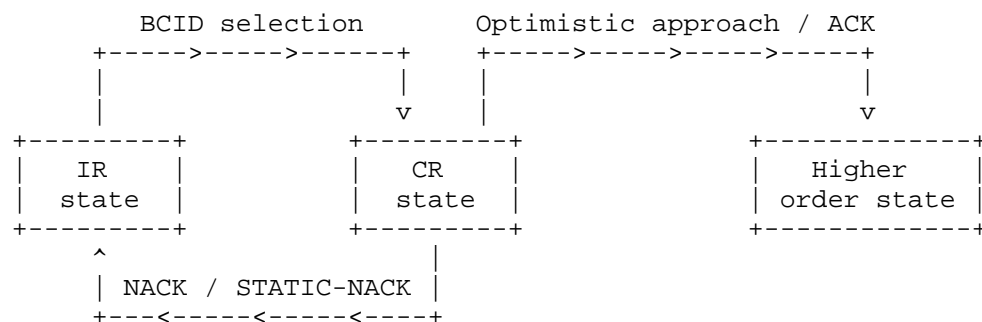 BCID selection Optimistic approach / ACK
IR CR Higher
state state order state
NACK / STATIC-NACK